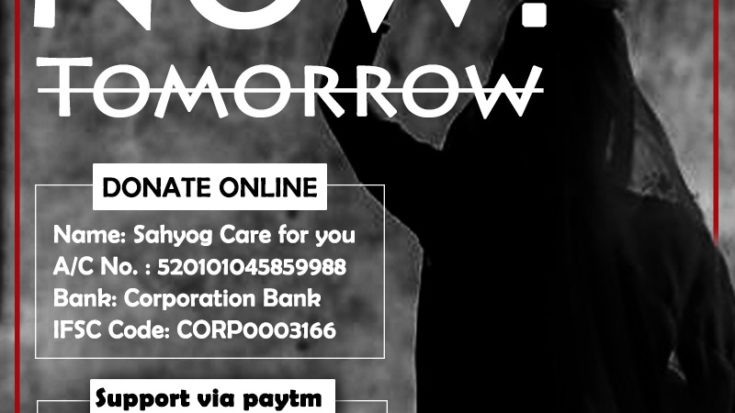 NOW!
TOMORROW
DONATE ONLINE
Name: Sahyog Care for you
A/C No. : 520101045859988
Bank: Corporation Bank
IFSC Code: CORP0003166
Support via paytm